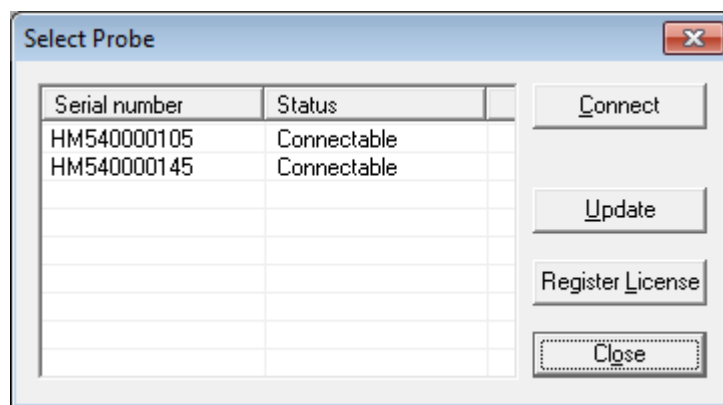 Select Probe
Serial number Status
HM540000105 Connectable
HM540000145 Connectable
Connect
Update
Register License
Close